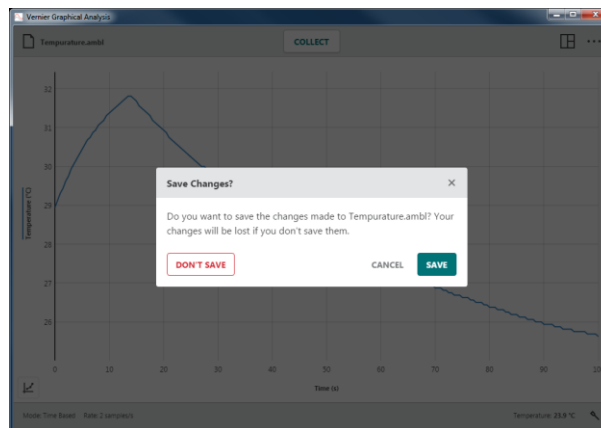 Vernier Graphical Analysis
Tempurature.ambl
COLLECT
32
31
30
29
28
27
26
Temperature (°C)
Save Changes?
Do you want to save the changes made to Tempurature.ambl? Your
changes will be lost if you don't save them.
DON'T SAVE
CANCEL
SAVE
0 10 20 30 40 50 60 70 80 90 100
Time (s)
Mode: Time Based Rate: 2 samples/s
Temperature: 23.9 °C